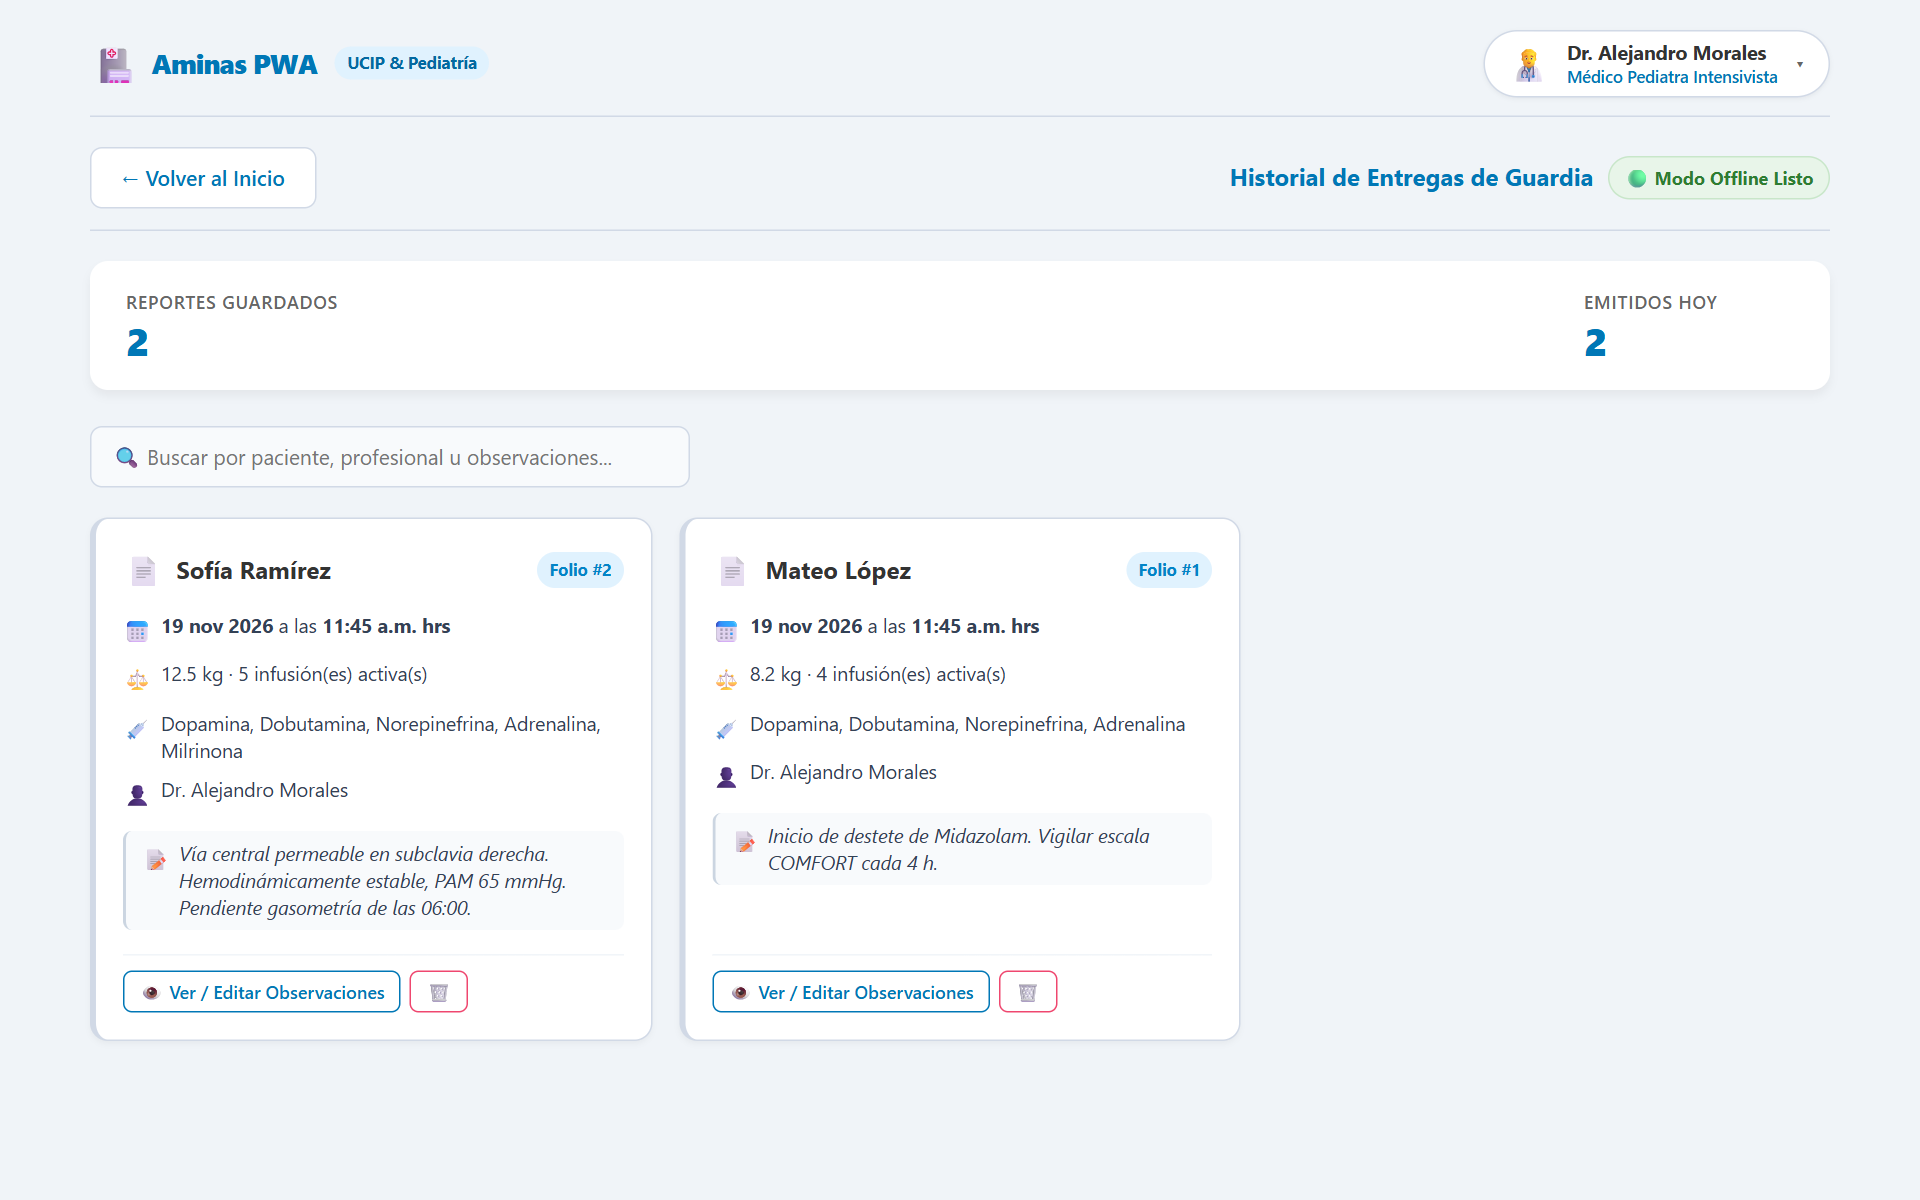 Aminas PWA
UCIP & Pediatría
Dr. Alejandro Morales
Médico Pediatra Intensivista
← Volver al Inicio
Historial de Entregas de Guardia
Modo Offline Listo
REPORTES GUARDADOS
2
EMITIDOS HOY
2
Buscar por paciente, profesional u observaciones...
Sofía Ramírez
Folio #2
19 nov 2026 a las 11:45 a.m. hrs
12.5 kg · 5 infusión(es) activa(s)
Dopamina, Dobutamina, Norepinefrina, Adrenalina,
Milrinona
Dr. Alejandro Morales
Vía central permeable en subclavia derecha.
Hemodinámicamente estable, PAM 65 mmHg.
Pendiente gasometría de las 06:00.
Ver / Editar Observaciones
Mateo López
Folio #1
19 nov 2026 a las 11:45 a.m. hrs
8.2 kg · 4 infusión(es) activa(s)
Dopamina, Dobutamina, Norepinefrina, Adrenalina
Dr. Alejandro Morales
Inicio de destete de Midazolam. Vigilar escala
COMFORT cada 4 h.
Ver / Editar Observaciones